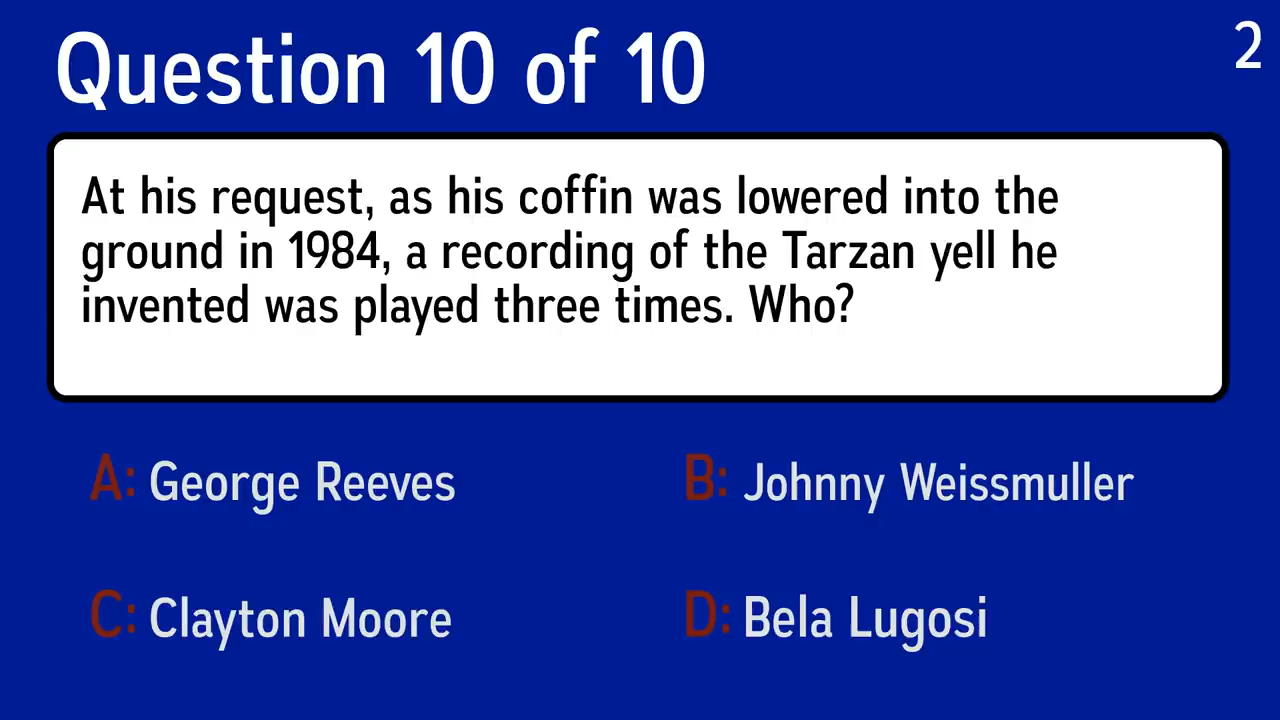 Question 10 of 10
2
At his request, as his coffin was lowered into the
ground in 1984, a recording of the Tarzan yell he
invented was played three times. Who?
A: George Reeves
B: Johnny Weissmuller
C: Clayton Moore
D: Bela Lugosi